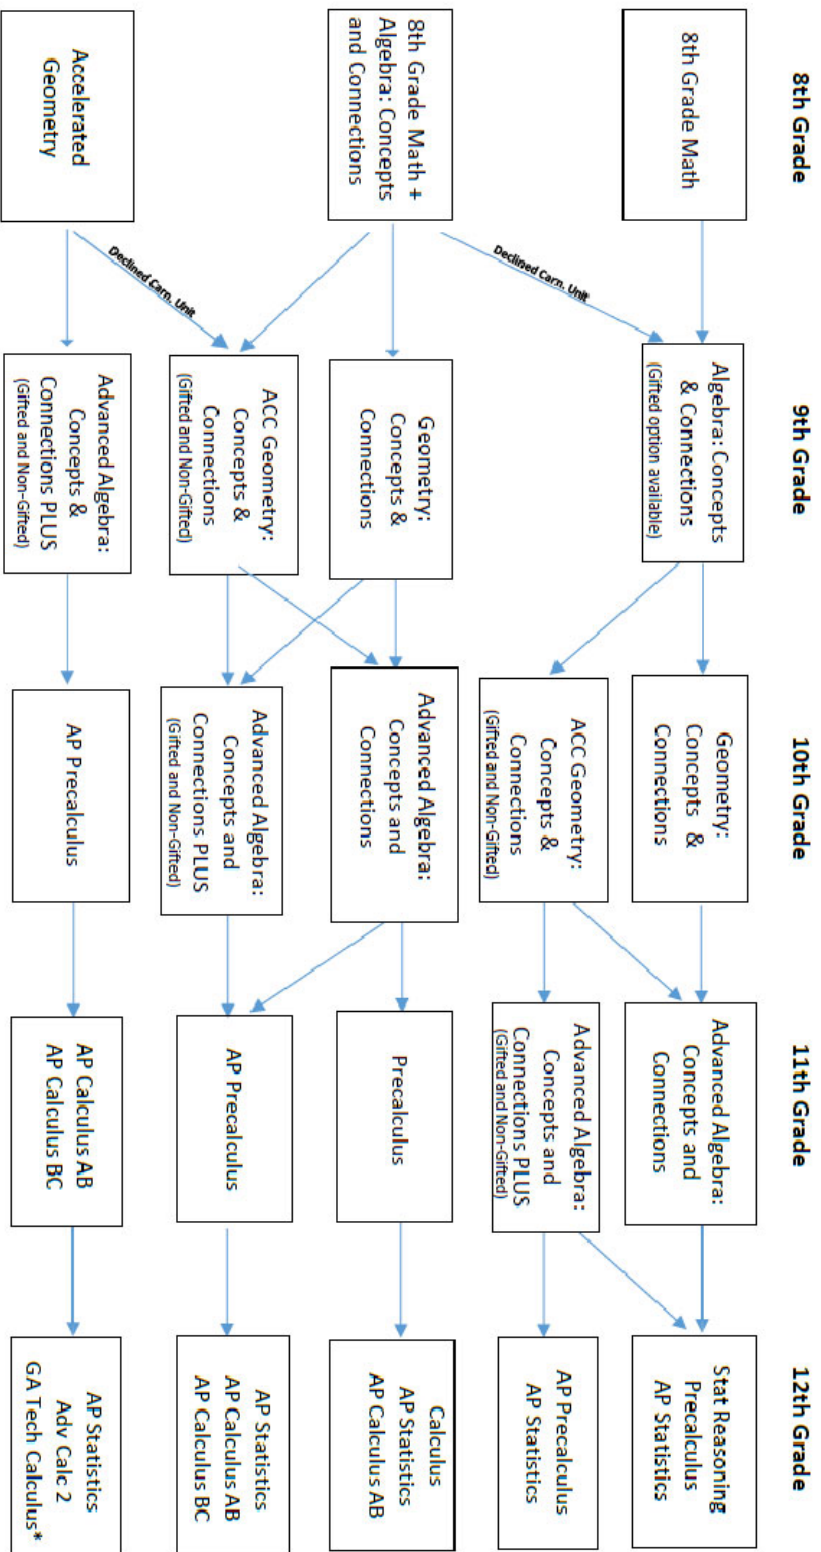 8th Grade
9th Grade
10th Grade
11th Grade
12th Grade
8th Grade Math
Algebra: Concepts
& Connections
(Gifted option available)
Geometry:
Concepts &
Connections
Advanced Algebra:
Concepts and
Connections
Stat Reasoning
Precalculus
AP Statistics
Declined Carn. Unit
ACC Geometry:
Concepts &
Connections
(Gifted and Non-Gifted)
Advanced Algebra:
Concepts and
Connections PLUS
(Gifted and Non-Gifted)
AP Precalculus
AP Statistics
8th Grade Math +
Algebra: Concepts
and Connections
Geometry:
Concepts &
Connections
Advanced Algebra:
Concepts and
Connections
Precalculus
Calculus
AP Statistics
AP Calculus AB
ACC Geometry:
Concepts &
Connections
(Gifted and Non-Gifted)
Advanced Algebra:
Concepts and
Connections PLUS
(Gifted and Non-Gifted)
AP Precalculus
AP Statistics
AP Calculus AB
AP Calculus BC
Declined Carn. Unit
Accelerated
Geometry
Advanced Algebra:
Concepts &
Connections PLUS
(Gifted and Non-Gifted)
AP Precalculus
AP Calculus AB
AP Calculus BC
AP Statistics
Adv Calc 2
GA Tech Calculus*